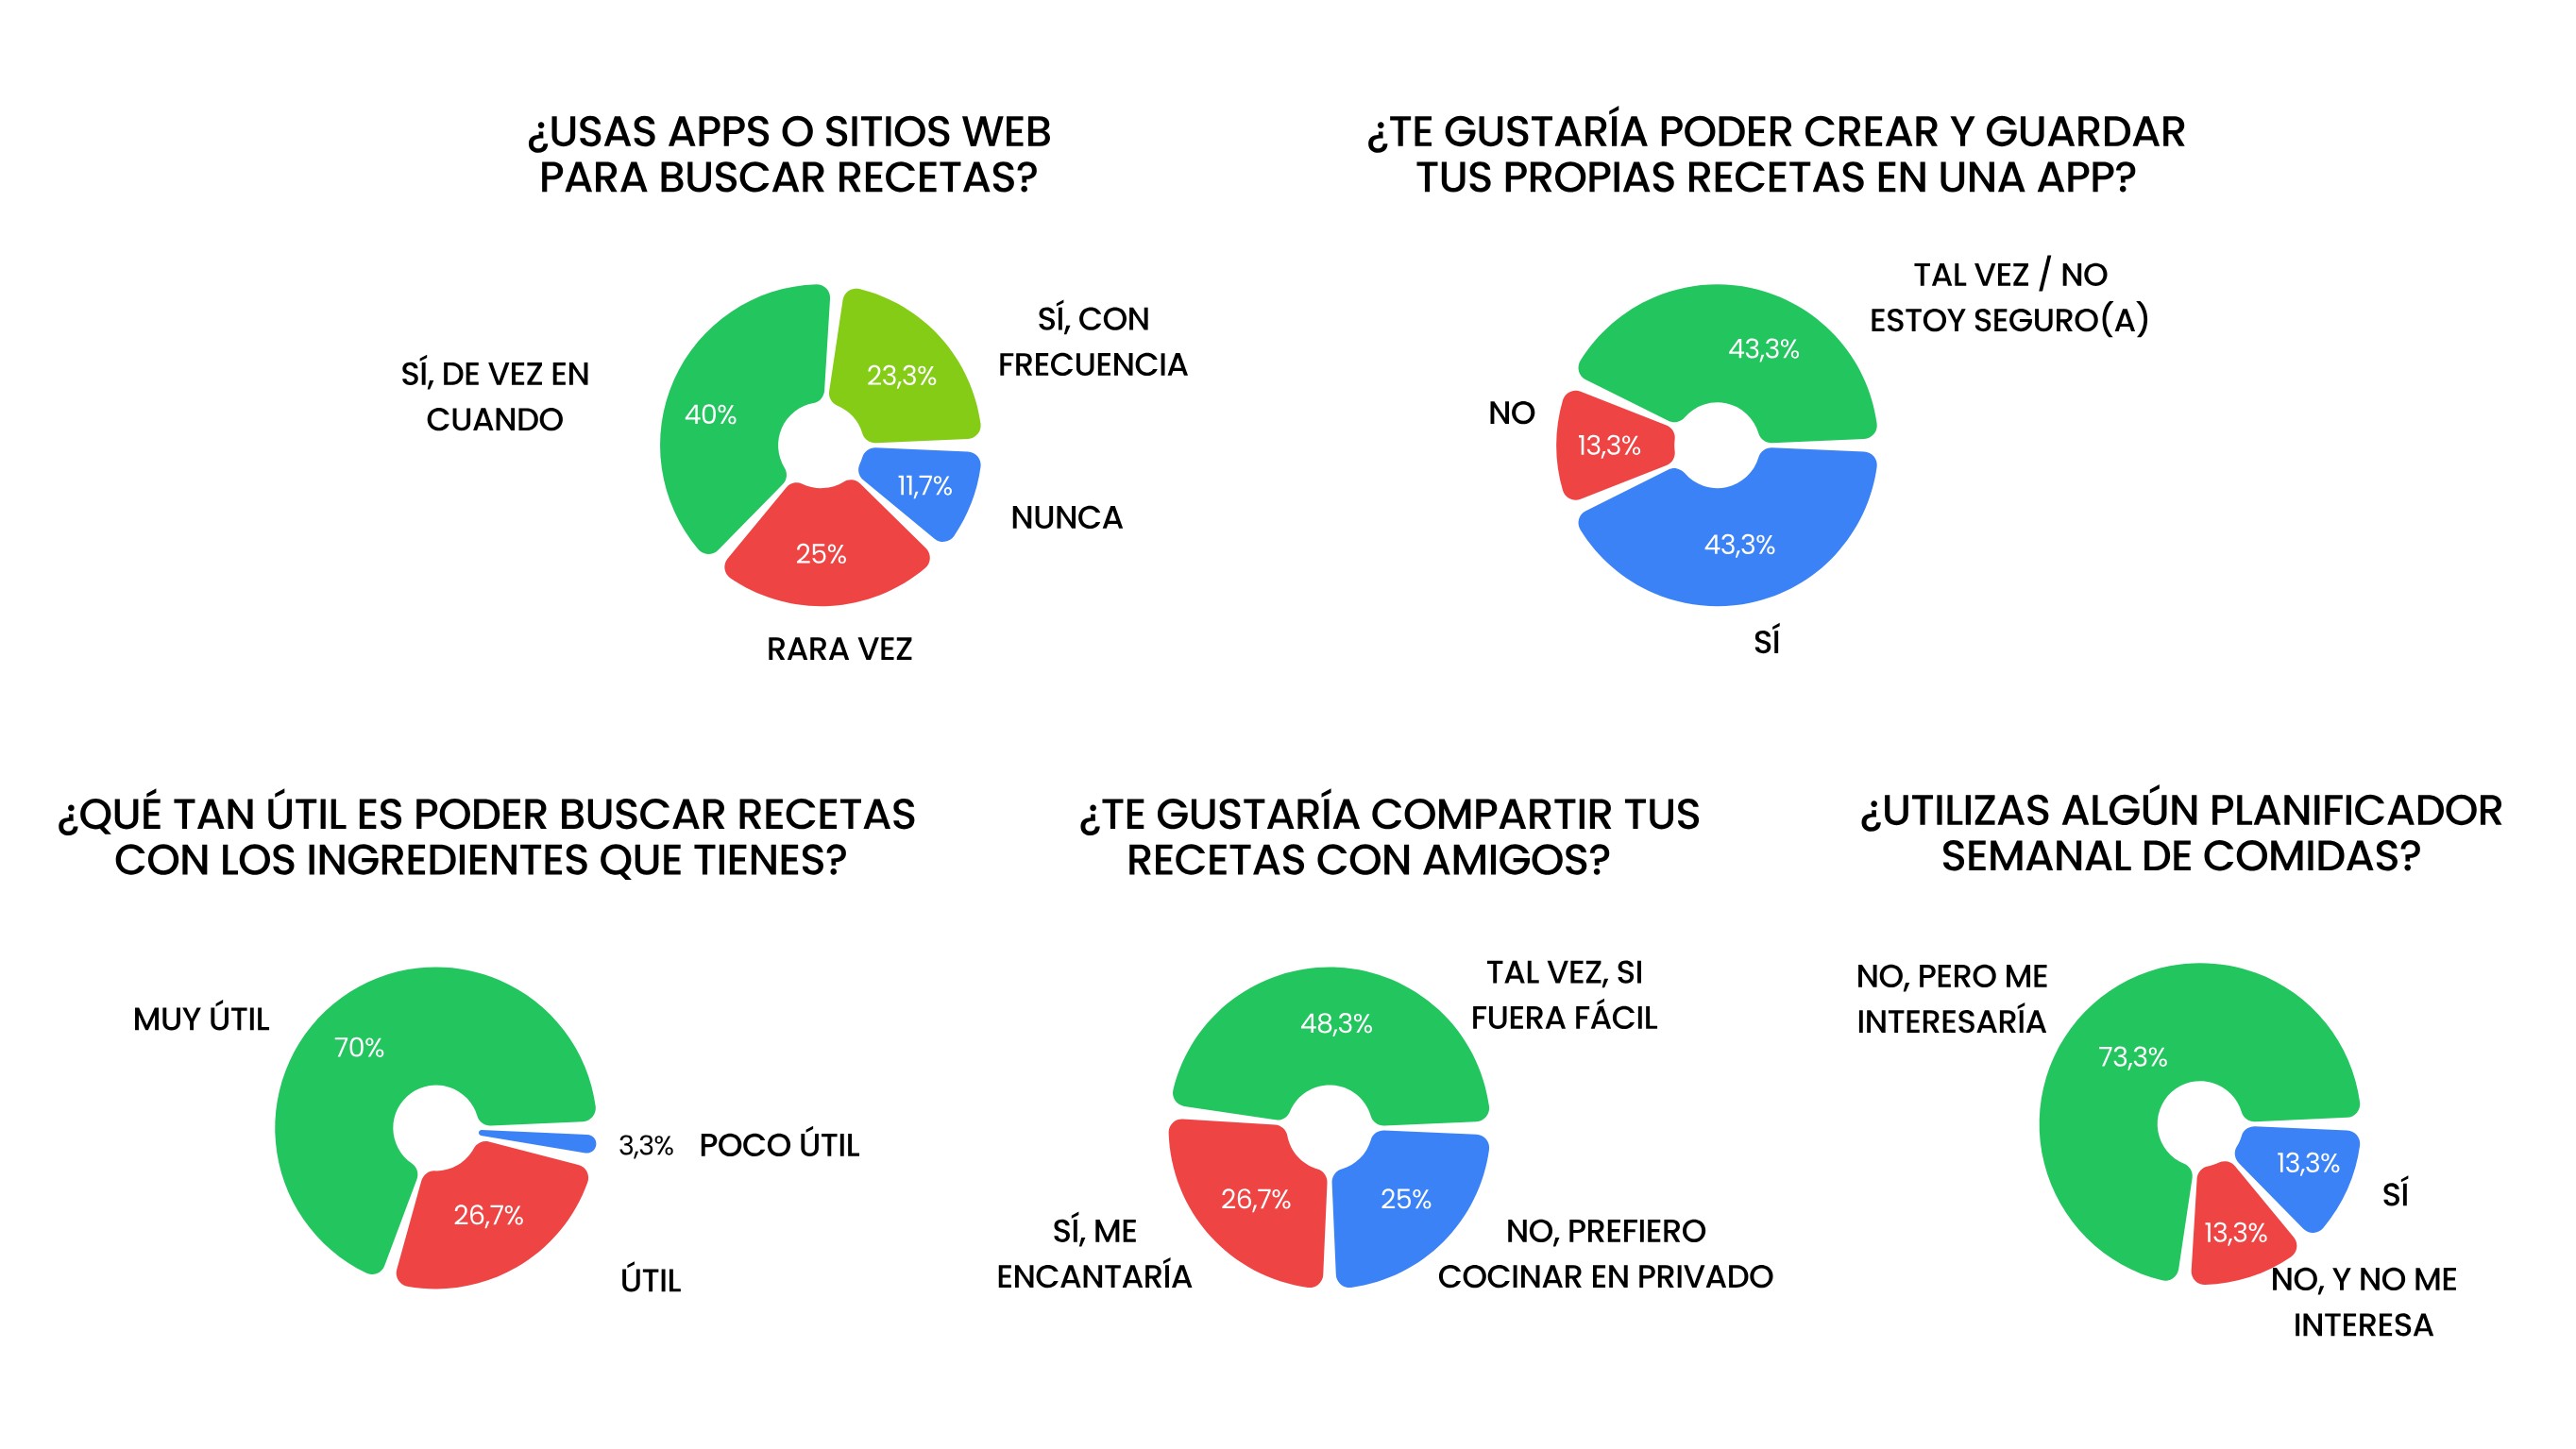 ¿USAS APPS O SITIOS WEB
PARA BUSCAR RECETAS?
SÍ, DE VEZ EN
CUANDO
40%
23,3%
SÍ, CON
FRECUENCIA
11,7%
NUNCA
25%
RARA VEZ
¿TE GUSTARÍA PODER CREAR Y GUARDAR
TUS PROPIAS RECETAS EN UNA APP?
TAL VEZ / NO
ESTOY SEGURO(A)
43,3%
NO
13,3%
43,3%
SÍ
¿QUÉ TAN ÚTIL ES PODER BUSCAR RECETAS
CON LOS INGREDIENTES QUE TIENES?
MUY ÚTIL
70%
3,3%
POCO ÚTIL
26,7%
ÚTIL
¿TE GUSTARÍA COMPARTIR TUS
RECETAS CON AMIGOS?
TAL VEZ, SI
FUERA FÁCIL
48,3%
26,7%
SÍ, ME
ENCANTARÍA
25%
NO, PREFIERO
COCINAR EN PRIVADO
¿UTILIZAS ALGÚN PLANIFICADOR
SEMANAL DE COMIDAS?
NO, PERO ME
INTERESARÍA
73,3%
13,3%
SÍ
13,3%
NO, Y NO ME
INTERESA